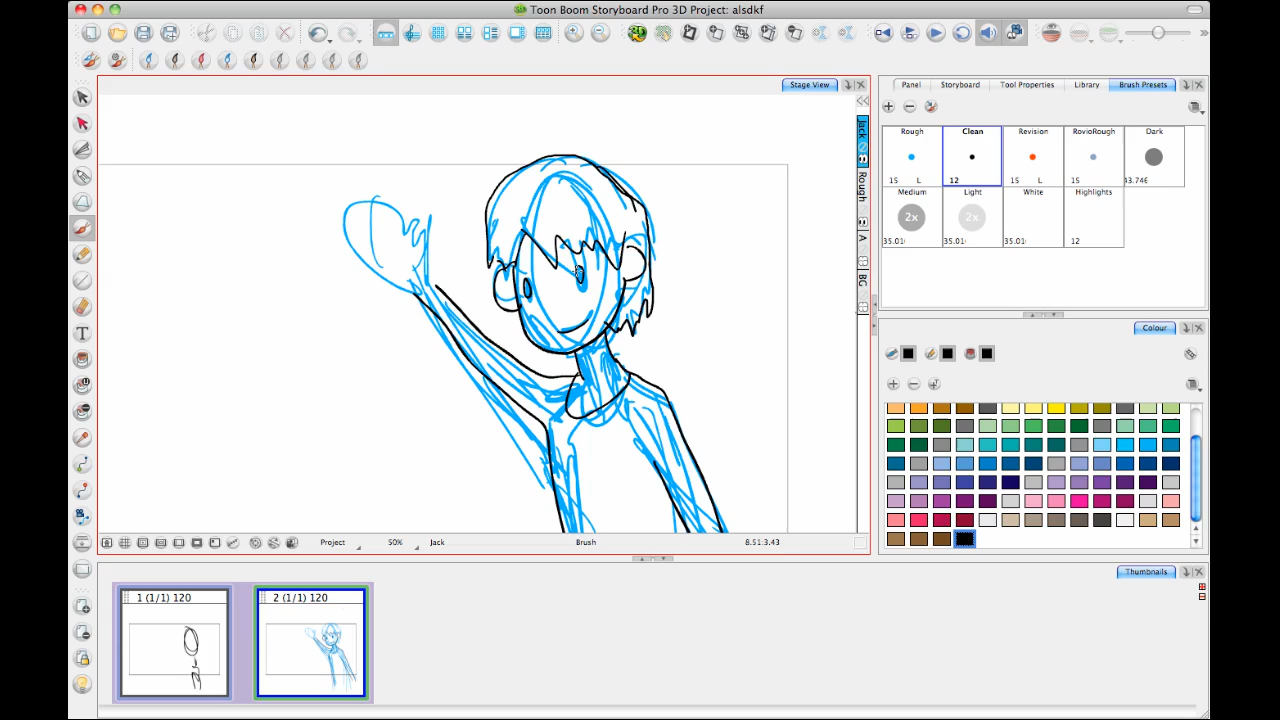 Toon Boom Storyboard Pro 3D Project: alsdkf
Stage View
Panel
Storyboard
Tool Properties
Library
Brush Presets
Rough
Clean
Revision
RovioRough
Dark
15 L
12
15 L
15
43.74€
Medium
Light
White
Highlights
2x
2x
35.01
35.01
35.01
12
Jack
Rough
A
BG
T
Colour
Project
50%
Jack
Brush
8.51:3.43
Thumbnails
1 (1/1) 120
2 (1/1) 120